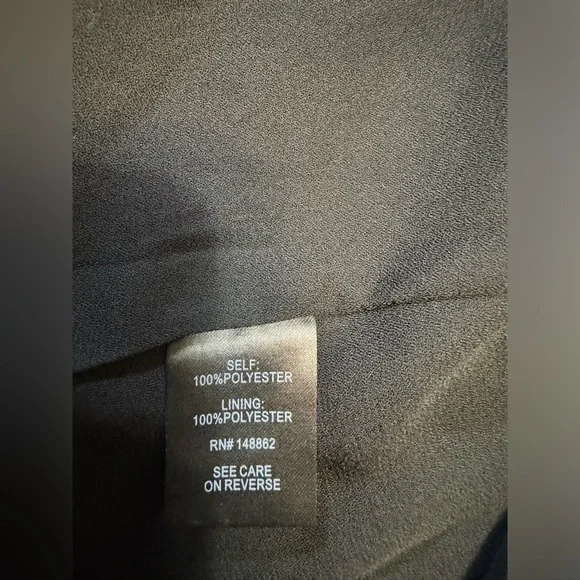 SELF:
100%POLYESTER
LINING:
100%POLYESTER
RN# 148862
SEE CARE
ON REVERSE